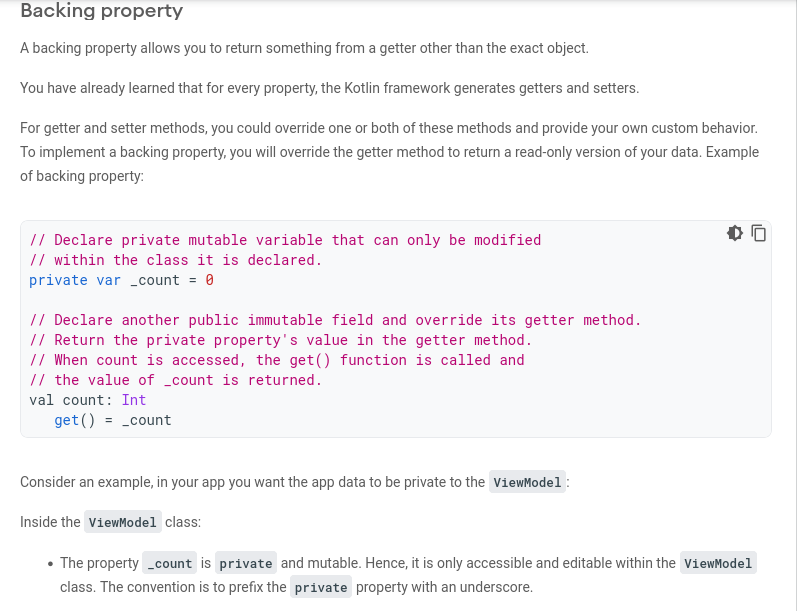 Backing property
A backing property allows you to return something from a getter other than the exact object.
You have already learned that for every property, the Kotlin framework generates getters and setters.
For getter and setter methods, you could override one or both of these methods and provide your own custom behavior.
To implement a backing property, you will override the getter method to return a read-only version of your data. Example
of backing property:
// Declare private mutable variable that can only be modified
// within the class it is declared.
private var _count = 0
// Declare another public immutable field and override its getter method.
// Return the private property's value in the getter method.
// When count is accessed, the get() function is called and
// the value of _count is returned.
val count: Int
   get() = _count
Consider an example, in your app you want the app data to be private to the ViewModel:
Inside the ViewModel class:
• The property _count is private and mutable. Hence, it is only accessible and editable within the ViewModel
class. The convention is to prefix the private property with an underscore.